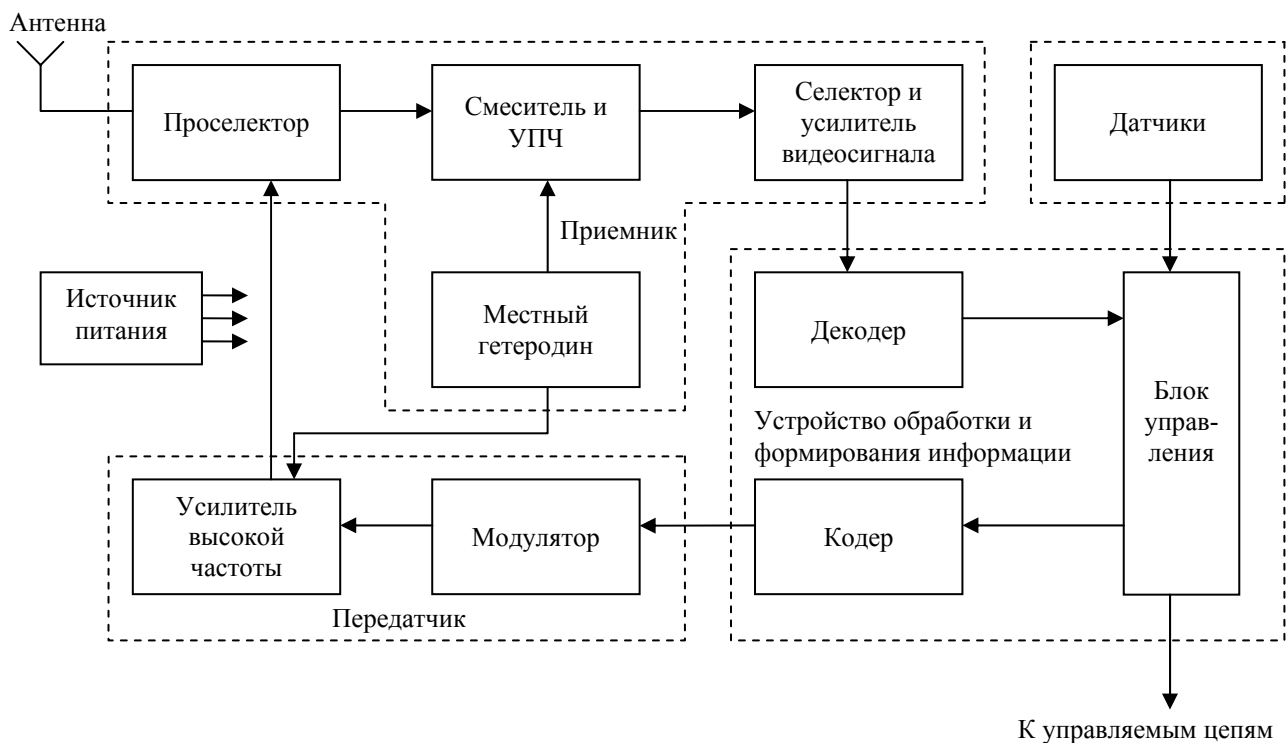 Антенна
Проселектор
Смеситель и
УПЧ
Селектор и
усилитель
видеосигнала
Датчики
Приемник
Источник
питания
Местный
гетеродин
Декодер
Блок
управ-
ления
Устройство обработки и
формирования информации
Усилитель
высокой
частоты
Модулятор
Кодер
Передатчик
К управляемым цепям